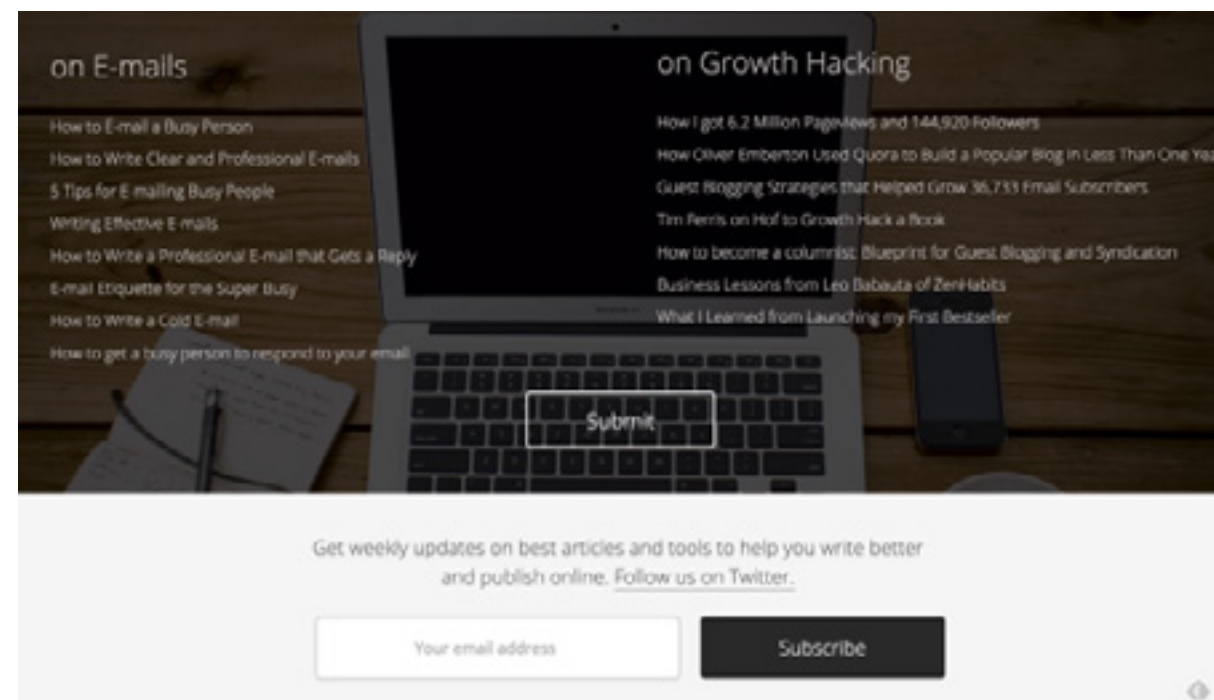 on E-mails
How to E-mail a Busy Person
How to Write Clear and Professional E-mails
5 Tips for E-mailing Busy People
Writing Effective E-mails
How to Write a Professional E-mail that Gets a Reply
E-mail Etiquette for the Super Busy
How to Write a Cold E-mail
How to get a busy person to respond to your email
on Growth Hacking
How I got 6.2 Million Pageviews and 144,920 Followers
How Oliver Emberton Used Quora to Build a Popular Blog in Less Than One Yea
Guest Blogging Strategies that Helped Grow 36,733 Email Subscribers
Tim Ferris on Hof to Growth Hack a Book
How to become a columnist: Blueprint for Guest Blogging and Syndication
Business Lessons from Leo Babauta of ZenHabits
What I Learned from Launching my First Bestseller
Submit
Get weekly updates on best articles and tools to help you write better
and publish online. Follow us on Twitter.
Your email address
Subscribe